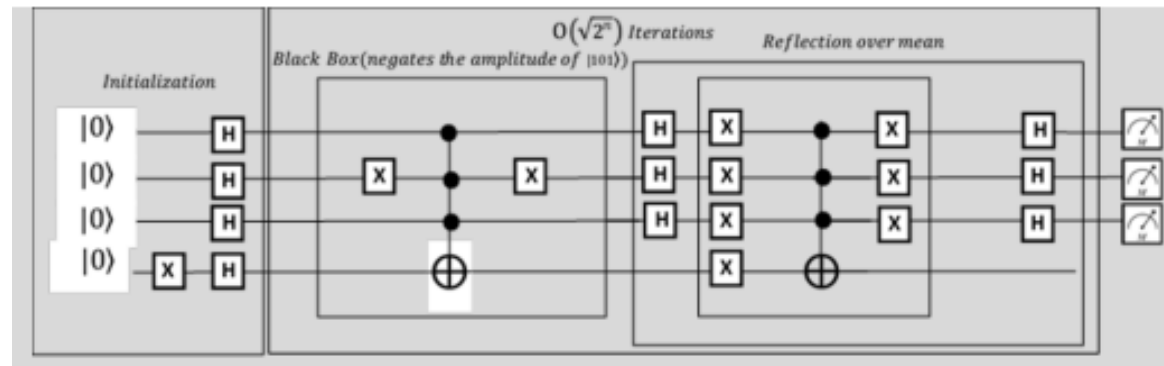 O(√2ⁿ) Iterations
Reflection over mean
Black Box(negates the amplitude of |101⟩)
Initialization
|0⟩ H H X X H
|0⟩ H X X H X X H
|0⟩ H H X X H
|0⟩ X H X